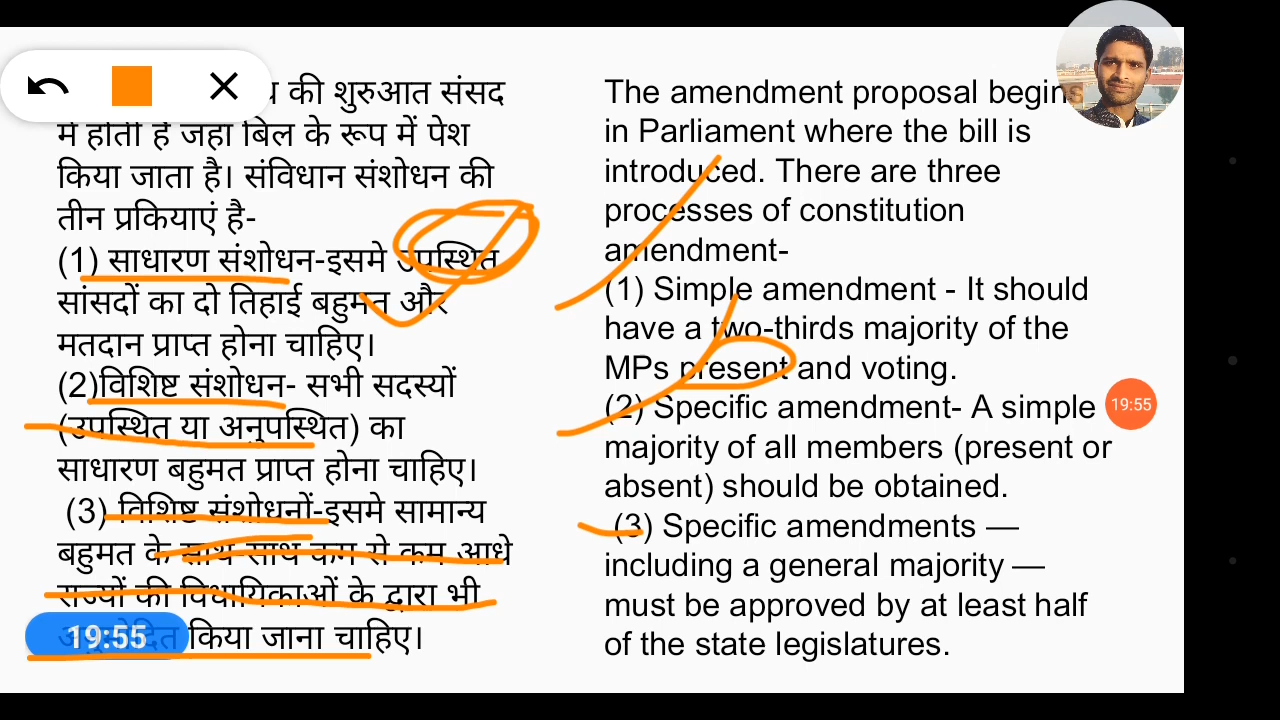 की शुरुआत संसद
में होती है जहां बिल के रूप में पेश
किया जाता है। संविधान संशोधन की
तीन प्रकियाएं है-
(1) साधारण संशोधन-इसमे उपस्थित
सांसदों का दो तिहाई बहुमत और
मतदान प्राप्त होना चाहिए।
(2)विशिष्ट संशोधन- सभी सदस्यों
(उपस्थित या अनुपस्थित) का
साधारण बहुमत प्राप्त होना चाहिए।
(3) विशिष्ट संशोधनों-इसमे सामान्य
बहुमत के साथ साथ कम से कम आधे
राज्यों की विधायिकाओं के द्वारा भी
अनुमोदित किया जाना चाहिए।
19:55
The amendment proposal begins
in Parliament where the bill is
introduced. There are three
processes of constitution
amendment-
(1) Simple amendment - It should
have a two-thirds majority of the
MPs present and voting.
(2) Specific amendment- A simple
majority of all members (present or
absent) should be obtained.
(3) Specific amendments —
including a general majority —
must be approved by at least half
of the state legislatures.
19:55